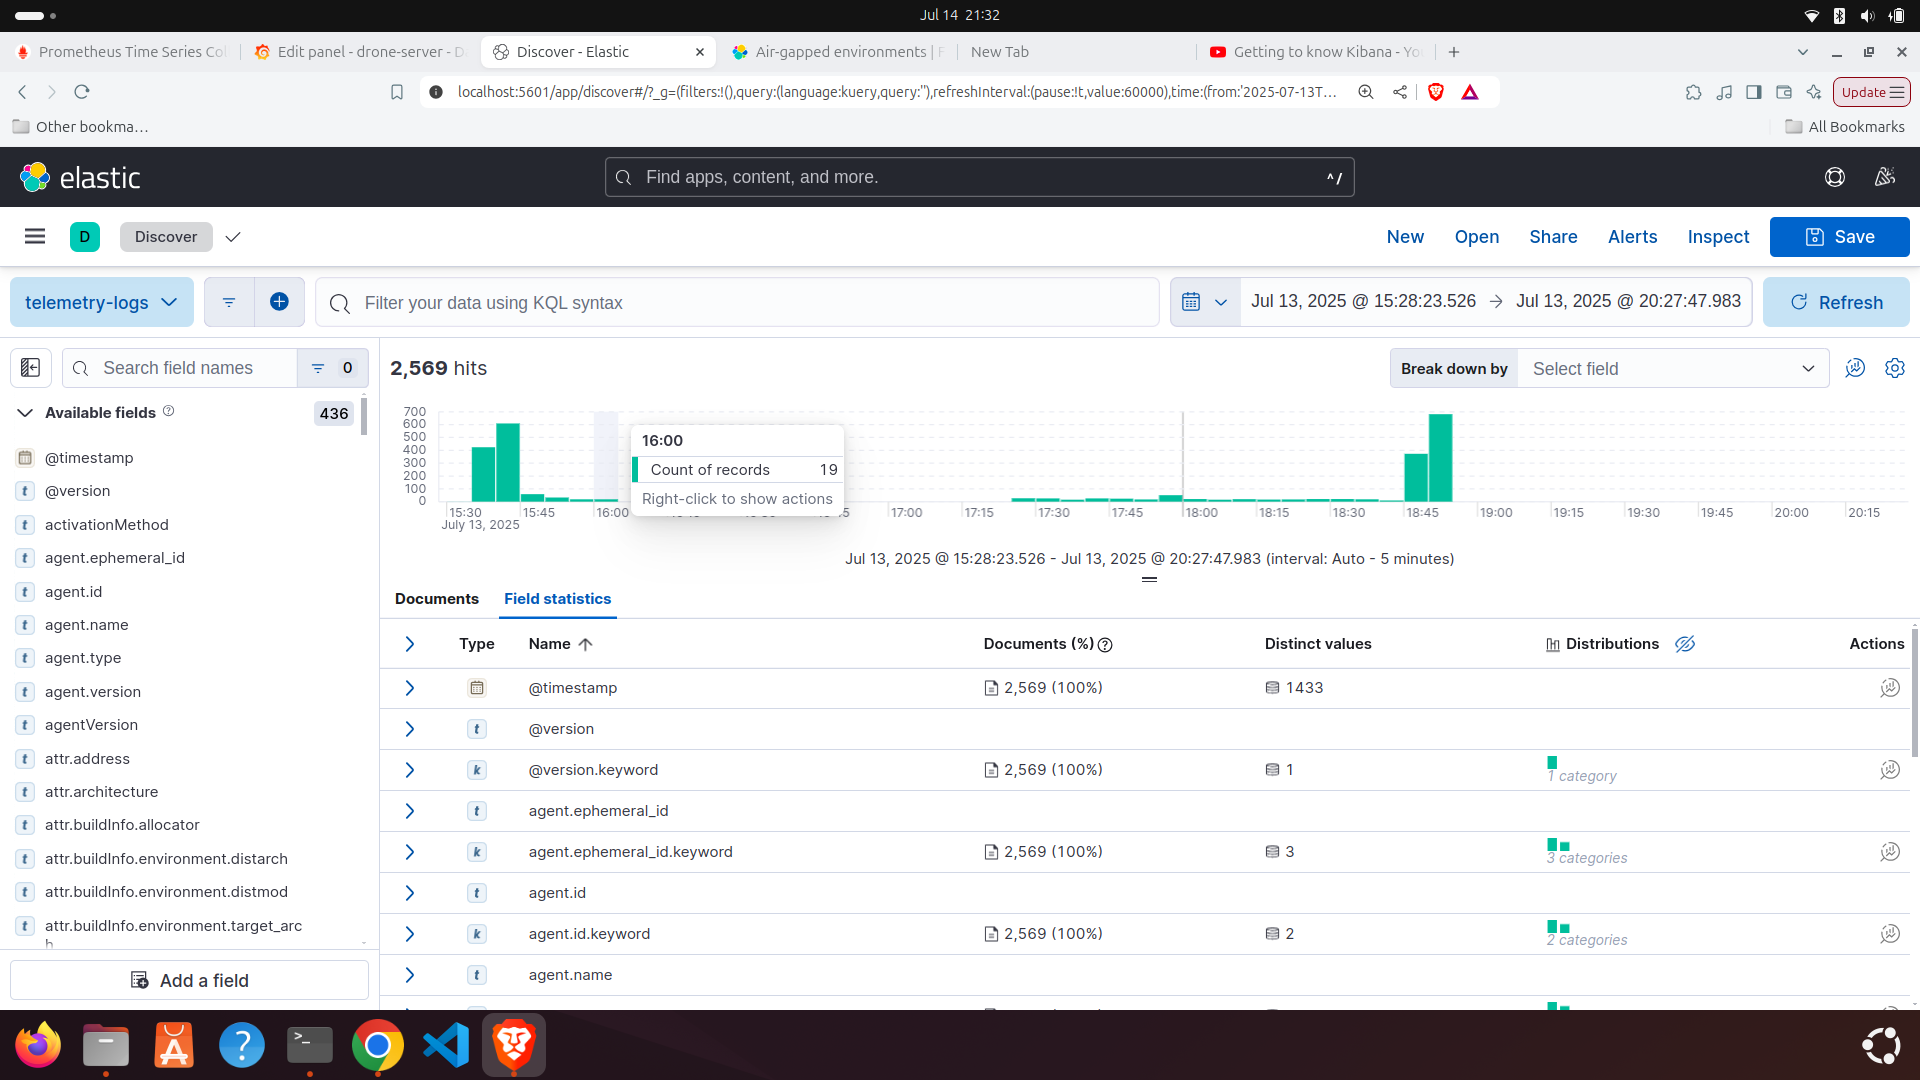 Jul 14 21:32
Prometheus Time Series Co
Edit panel - drone-server - D
Discover - Elastic
Air-gapped environments | F
New Tab
Getting to know Kibana - Yo
localhost:5601/app/discover#/?_g=(filters:!(),query:(language:kuery,query:''),refreshInterval:(pause:!t,value:60000),time:(from:'2025-07-13T...
Update
Other bookma...
All Bookmarks
elastic
Find apps, content, and more.
^ /
D
Discover
New
Open
Share
Alerts
Inspect
Save
telemetry-logs
Filter your data using KQL syntax
Jul 13, 2025 @ 15:28:23.526 → Jul 13, 2025 @ 20:27:47.983
Refresh
Search field names
0
2,569 hits
Break down by
Select field
Available fields
436
@timestamp
@version
activationMethod
agent.ephemeral_id
agent.id
agent.name
agent.type
agent.version
agentVersion
attr.address
attr.architecture
attr.buildInfo.allocator
attr.buildInfo.environment.distarch
attr.buildInfo.environment.distmod
attr.buildInfo.environment.target_arc
h
Add a field
700
600
500
400
300
200
100
0
16:00
Count of records 19
Right-click to show actions
15:30 15:45 16:00 17:00 17:15 17:30 17:45 18:00 18:15 18:30 18:45 19:00 19:15 19:30 19:45 20:00 20:15
July 13, 2025
Jul 13, 2025 @ 15:28:23.526 - Jul 13, 2025 @ 20:27:47.983 (interval: Auto - 5 minutes)
Documents
Field statistics
Type Name Documents (%) Distinct values Distributions Actions
@timestamp 2,569 (100%) 1433
t @version
k @version.keyword 2,569 (100%) 1 1 category
t agent.ephemeral_id
k agent.ephemeral_id.keyword 2,569 (100%) 3 3 categories
t agent.id
k agent.id.keyword 2,569 (100%) 2 2 categories
t agent.name